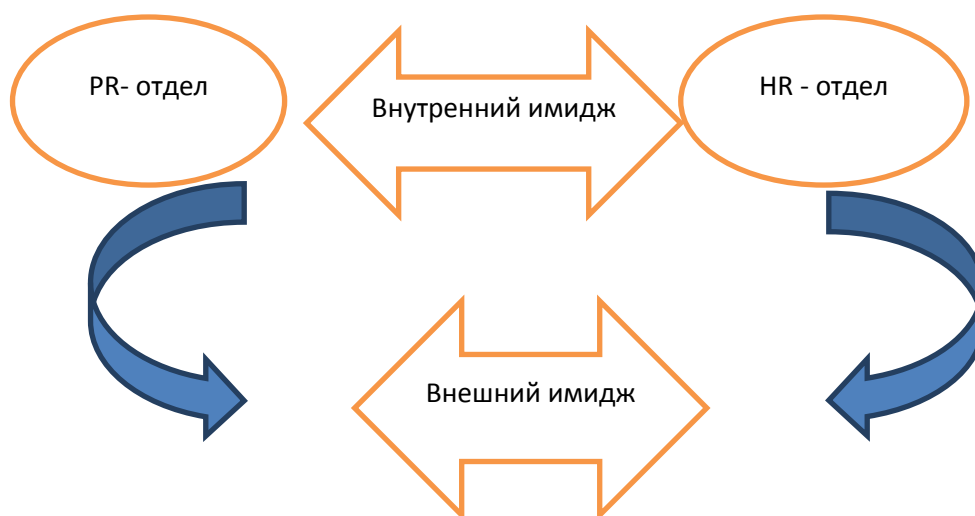 PR- отдел
Внутренний имидж
HR - отдел
Внешний имидж